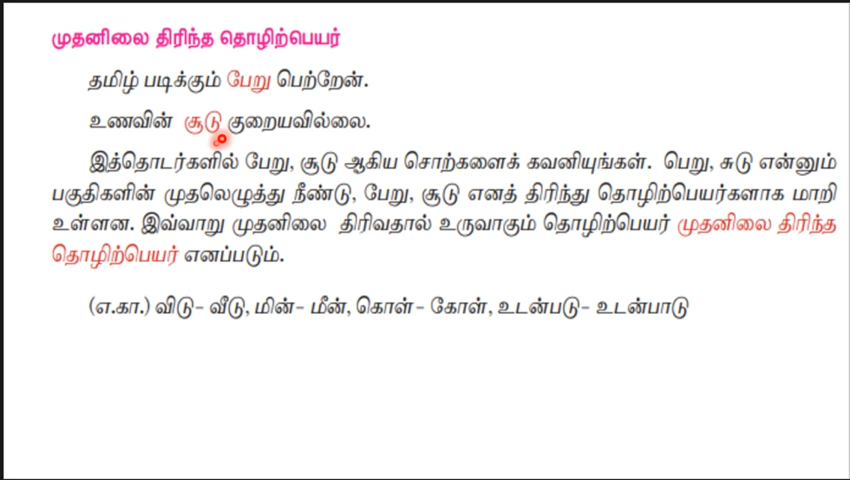 முதனிலை திரிந்த தொழிற்பெயர்
தமிழ் படிக்கும் பேறு பெற்றேன்.
உணவின் சூடு குறையவில்லை.
இத்தொடர்களில் பேறு, சூடு ஆகிய சொற்களைக் கவனியுங்கள். பெறு, சுடு என்னும்
பகுதிகளின் முதலெழுத்து நீண்டு, பேறு, சூடு எனத் திரிந்து தொழிற்பெயர்களாக மாறி
உள்ளன. இவ்வாறு முதனிலை திரிவதால் உருவாகும் தொழிற்பெயர் முதனிலை திரிந்த
தொழிற்பெயர் எனப்படும்.
(எ.கா.) விடு- வீடு, மின்- மீன், கொள்- கோள், உடன்படு- உடன்பாடு